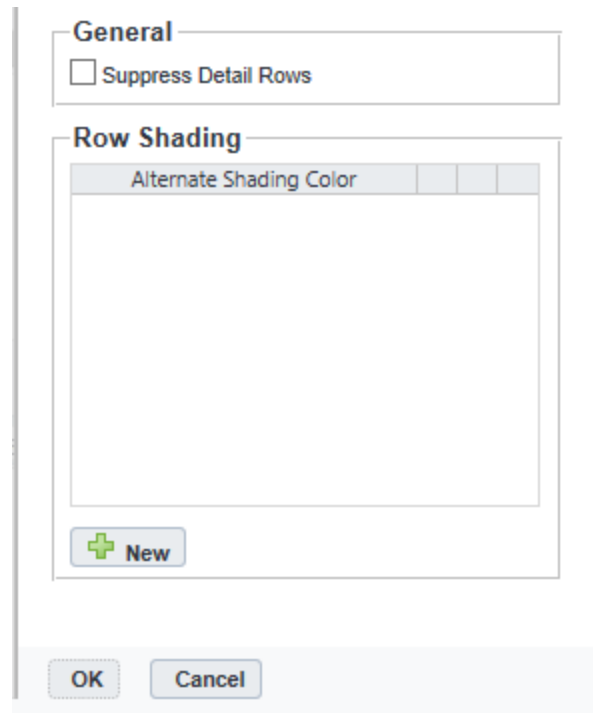 General
Suppress Detail Rows
Row Shading
Alternate Shading Color
New
OK Cancel